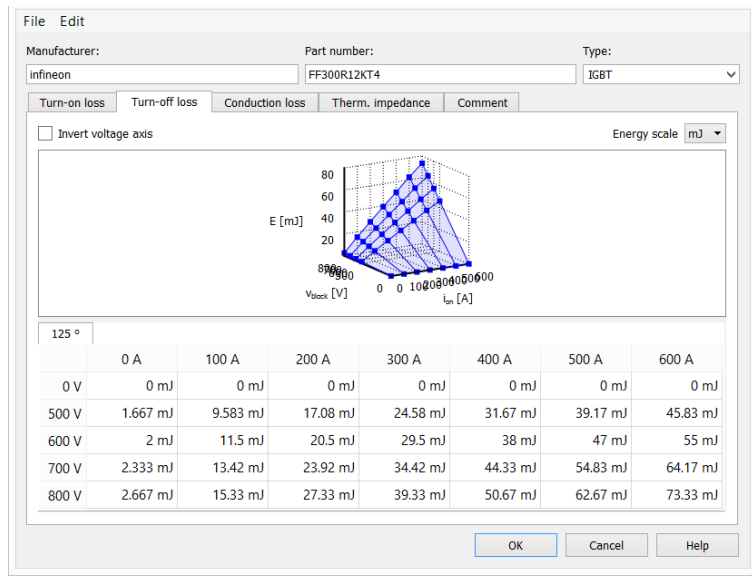 File Edit
Manufacturer: Part number: Type:
infineon FF300R12KT4 IGBT
Turn-on loss Turn-off loss Conduction loss Therm. impedance Comment
Invert voltage axis Energy scale mJ
80
60
E [mJ] 40
20
0 0 100 200 300 400 500 600
vblock [V] ion [A]
125 °
0 A 100 A 200 A 300 A 400 A 500 A 600 A
0 V 0 mJ 0 mJ 0 mJ 0 mJ 0 mJ 0 mJ 0 mJ
500 V 1.667 mJ 9.583 mJ 17.08 mJ 24.58 mJ 31.67 mJ 39.17 mJ 45.83 mJ
600 V 2 mJ 11.5 mJ 20.5 mJ 29.5 mJ 38 mJ 47 mJ 55 mJ
700 V 2.333 mJ 13.42 mJ 23.92 mJ 34.42 mJ 44.33 mJ 54.83 mJ 64.17 mJ
800 V 2.667 mJ 15.33 mJ 27.33 mJ 39.33 mJ 50.67 mJ 62.67 mJ 73.33 mJ
OK Cancel Help